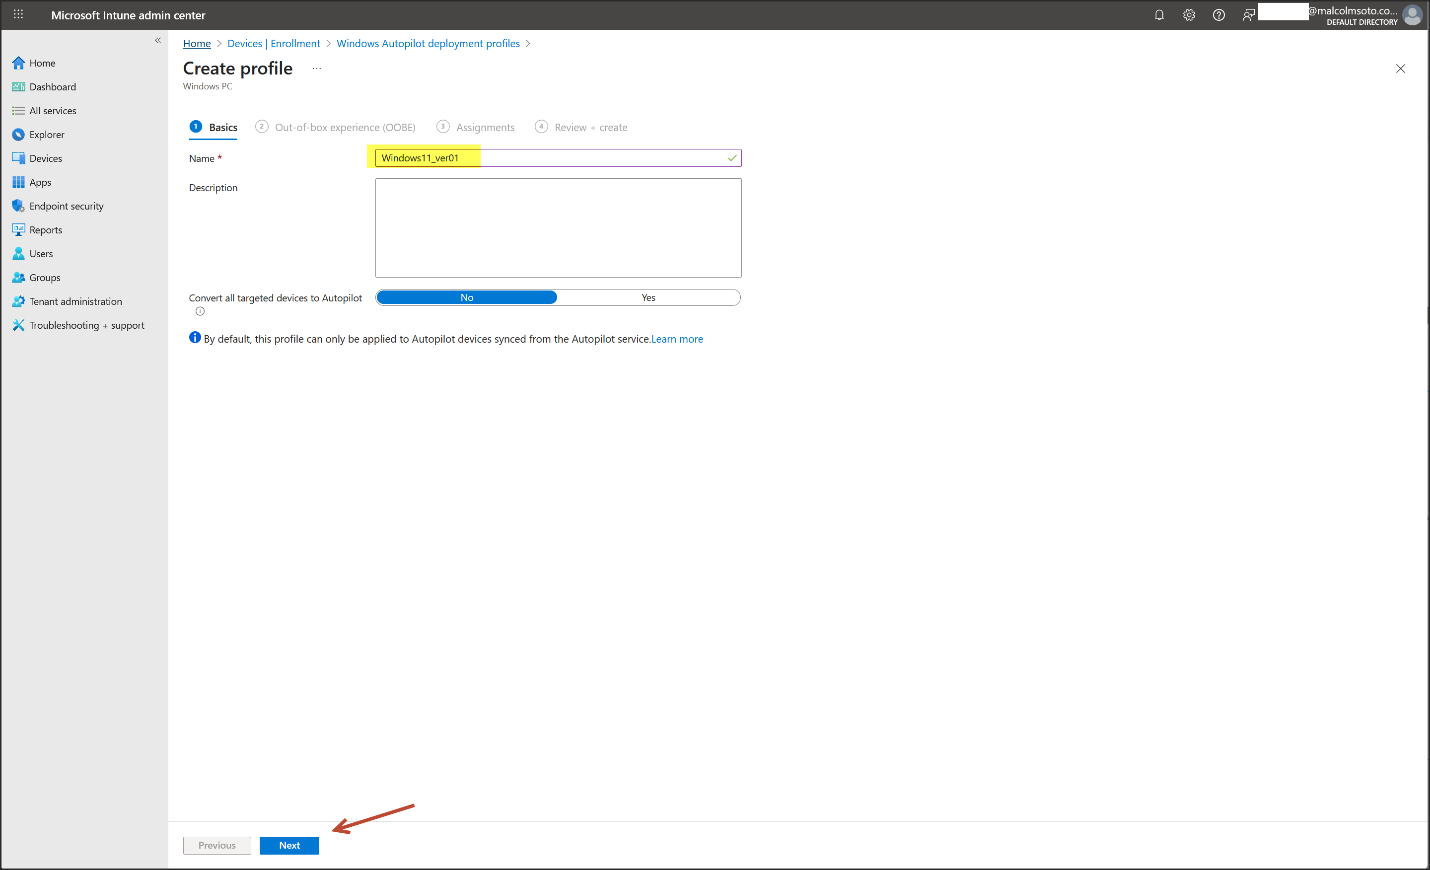 Microsoft Intune admin center
@malcolmsoto.co...
DEFAULT DIRECTORY
Home > Devices | Enrollment > Windows Autopilot deployment profiles >
Create profile ...
Windows PC
Home
Dashboard
All services
Explorer
Devices
Apps
Endpoint security
Reports
Users
Groups
Tenant administration
Troubleshooting + support
1 Basics 2 Out-of-box experience (OOBE) 3 Assignments 4 Review + create
Name * Windows11_ver01
Description
Convert all targeted devices to Autopilot No Yes
By default, this profile can only be applied to Autopilot devices synced from the Autopilot service.Learn more
Previous Next